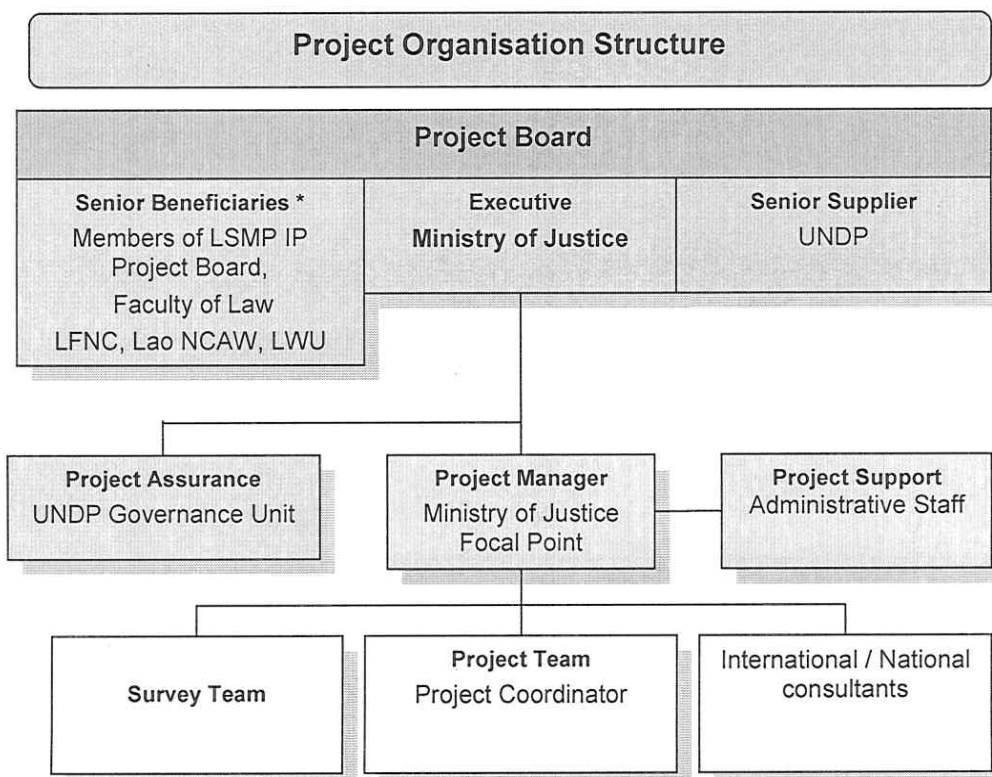 Project Organisation Structure
Project Board
Senior Beneficiaries *
Members of LSMP IP
Project Board,
Faculty of Law
LFNC, Lao NCAW, LWU
Executive
Ministry of Justice
Senior Supplier
UNDP
Project Assurance
UNDP Governance Unit
Project Manager
Ministry of Justice
Focal Point
Project Support
Administrative Staff
Survey Team
Project Team
Project Coordinator
International / National
consultants